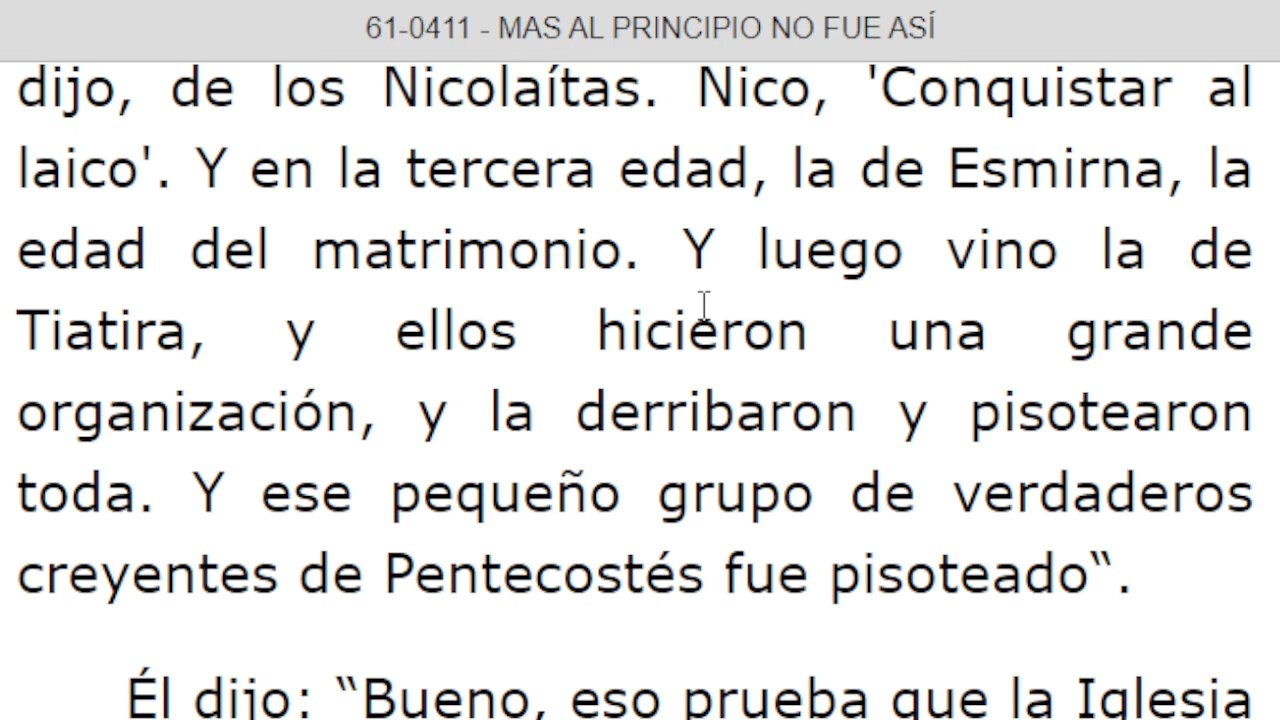 61-0411 - MAS AL PRINCIPIO NO FUE ASÍ
dijo, de los Nicolaítas. Nico, 'Conquistar al
laico'. Y en la tercera edad, la de Esmirna, la
edad del matrimonio. Y luego vino la de
Tiatira, y ellos hicieron una grande
organización, y la derribaron y pisotearon
toda. Y ese pequeño grupo de verdaderos
creyentes de Pentecostés fue pisoteado‟.
Él dijo: ‟Bueno, eso prueba que la Iglesia